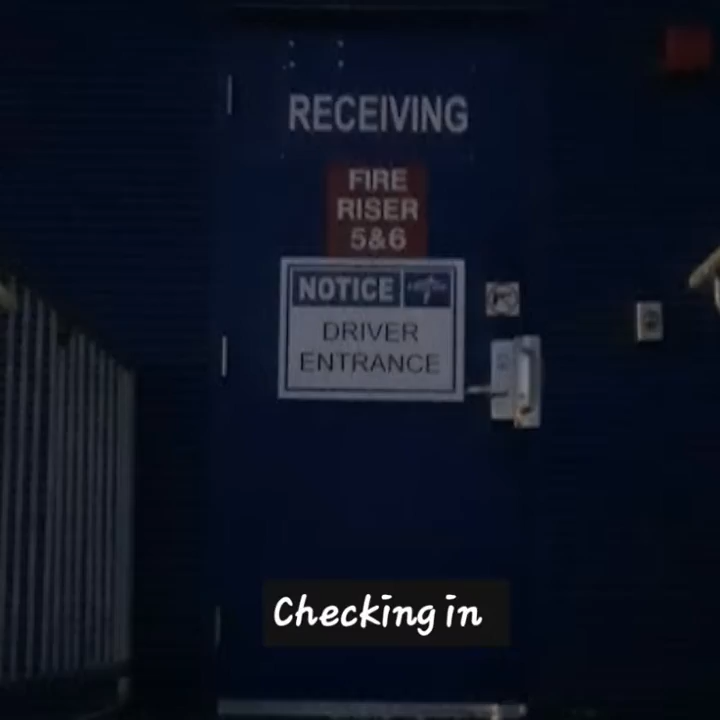 RECEIVING
FIRE
RISER
5&6
NOTICE
DRIVER
ENTRANCE
Checking in